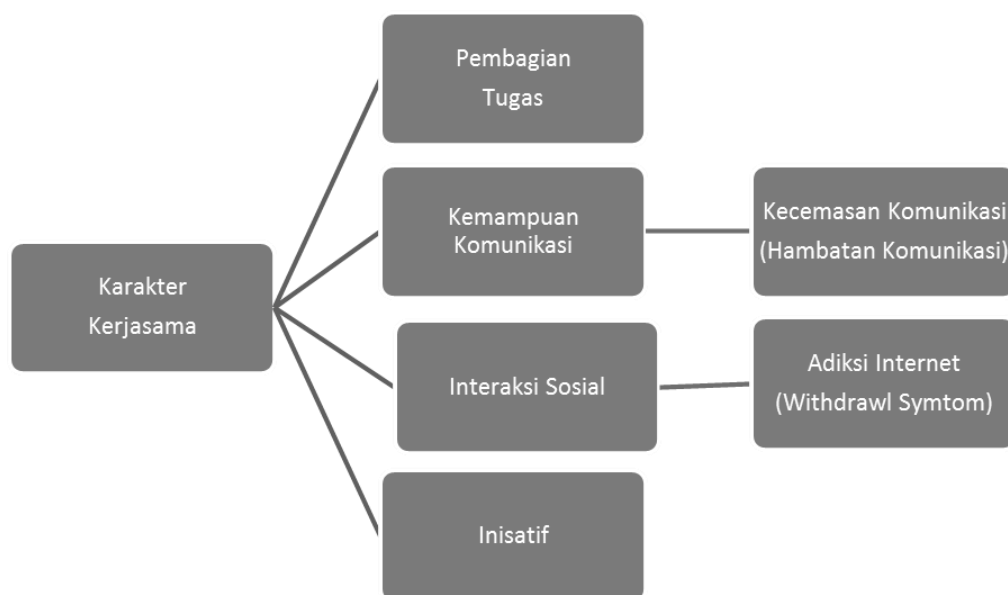 Pembagian
Tugas
Kemampuan
Komunikasi
Kecemasan Komunikasi
(Hambatan Komunikasi)
Karakter
Kerjasama
Interaksi Sosial
Adiksi Internet
(Withdrawl Symtom)
Inisatif